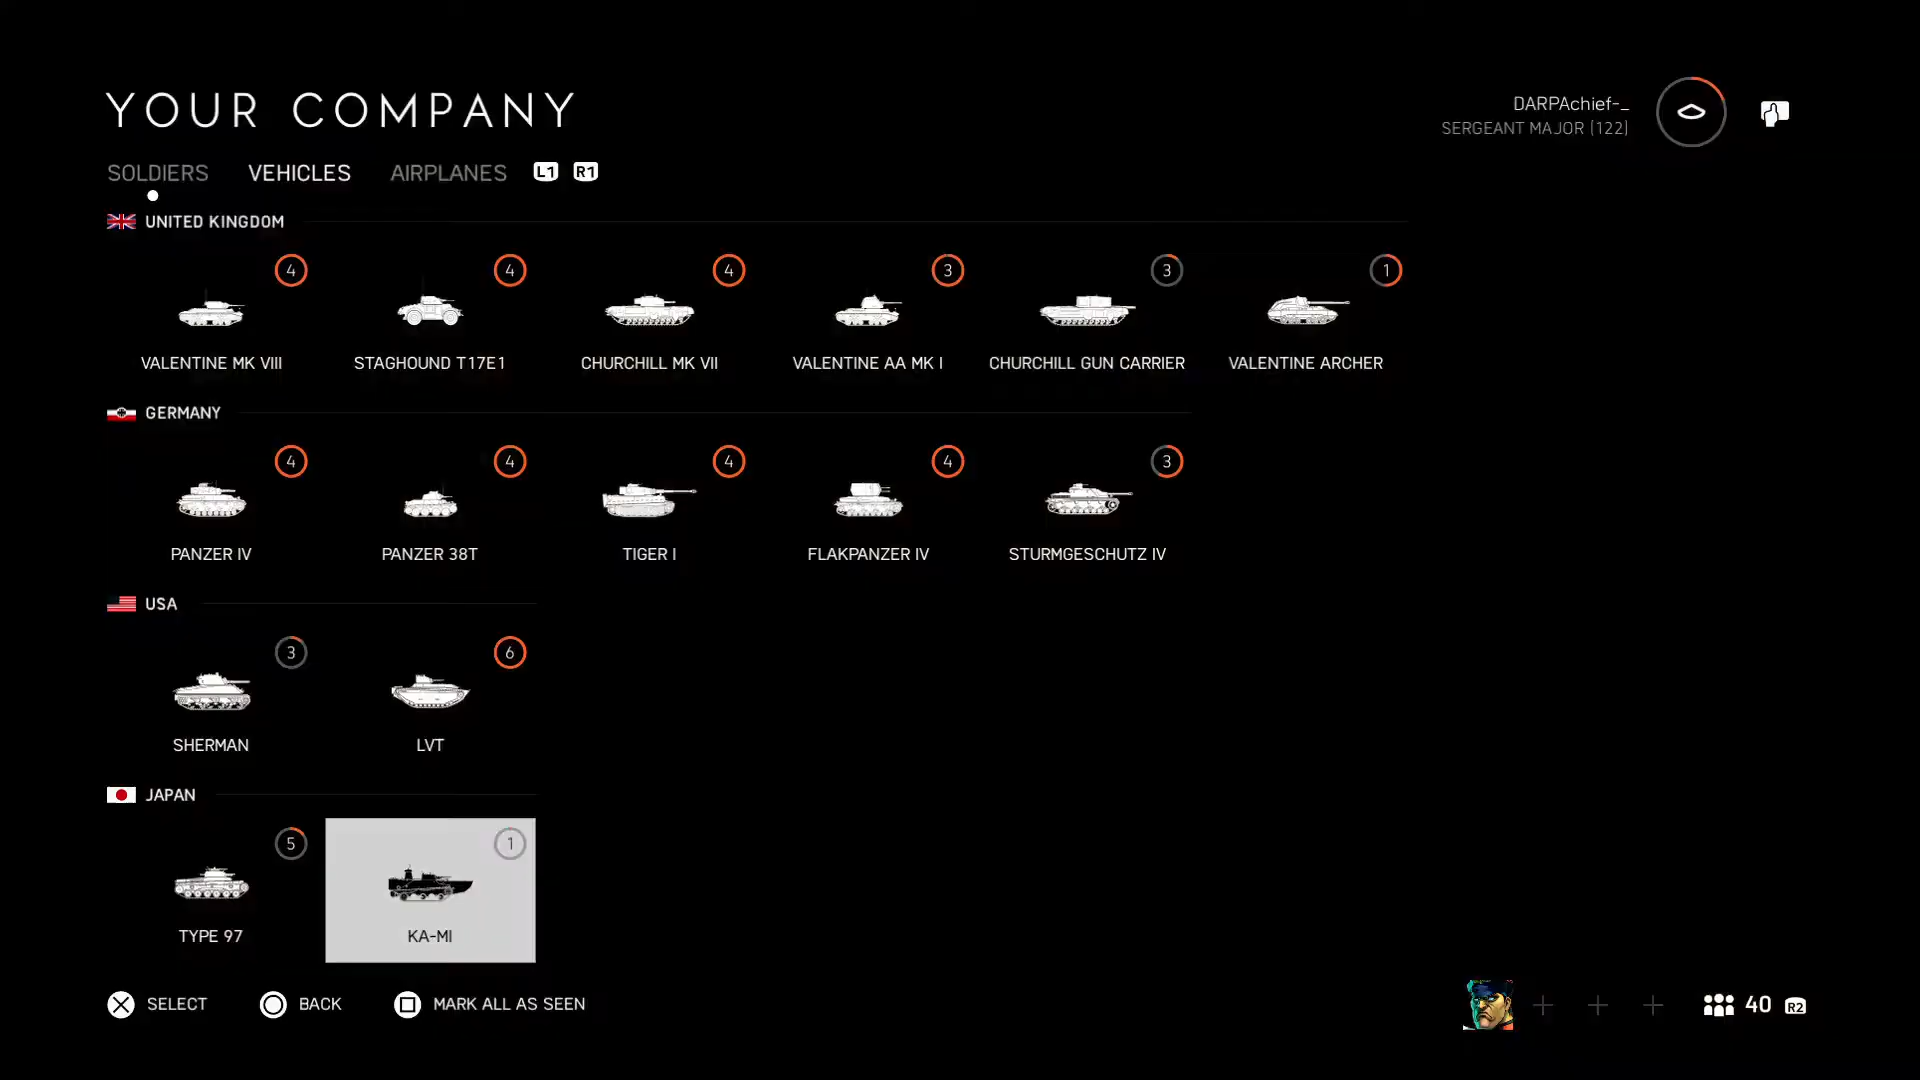 YOUR COMPANY
DARPAchief-_
SERGEANT MAJOR [122]
SOLDIERS VEHICLES AIRPLANES L1 R1
UNITED KINGDOM
4 4 4 3 3 1
VALENTINE MK VIII STAGHOUND T17E1 CHURCHILL MK VII VALENTINE AA MK I CHURCHILL GUN CARRIER VALENTINE ARCHER
GERMANY
4 4 4 4 3
PANZER IV PANZER 38T TIGER I FLAKPANZER IV STURMGESCHUTZ IV
USA
3 6
SHERMAN LVT
JAPAN
5 1
TYPE 97 KA-MI
SELECT BACK MARK ALL AS SEEN 40 R2